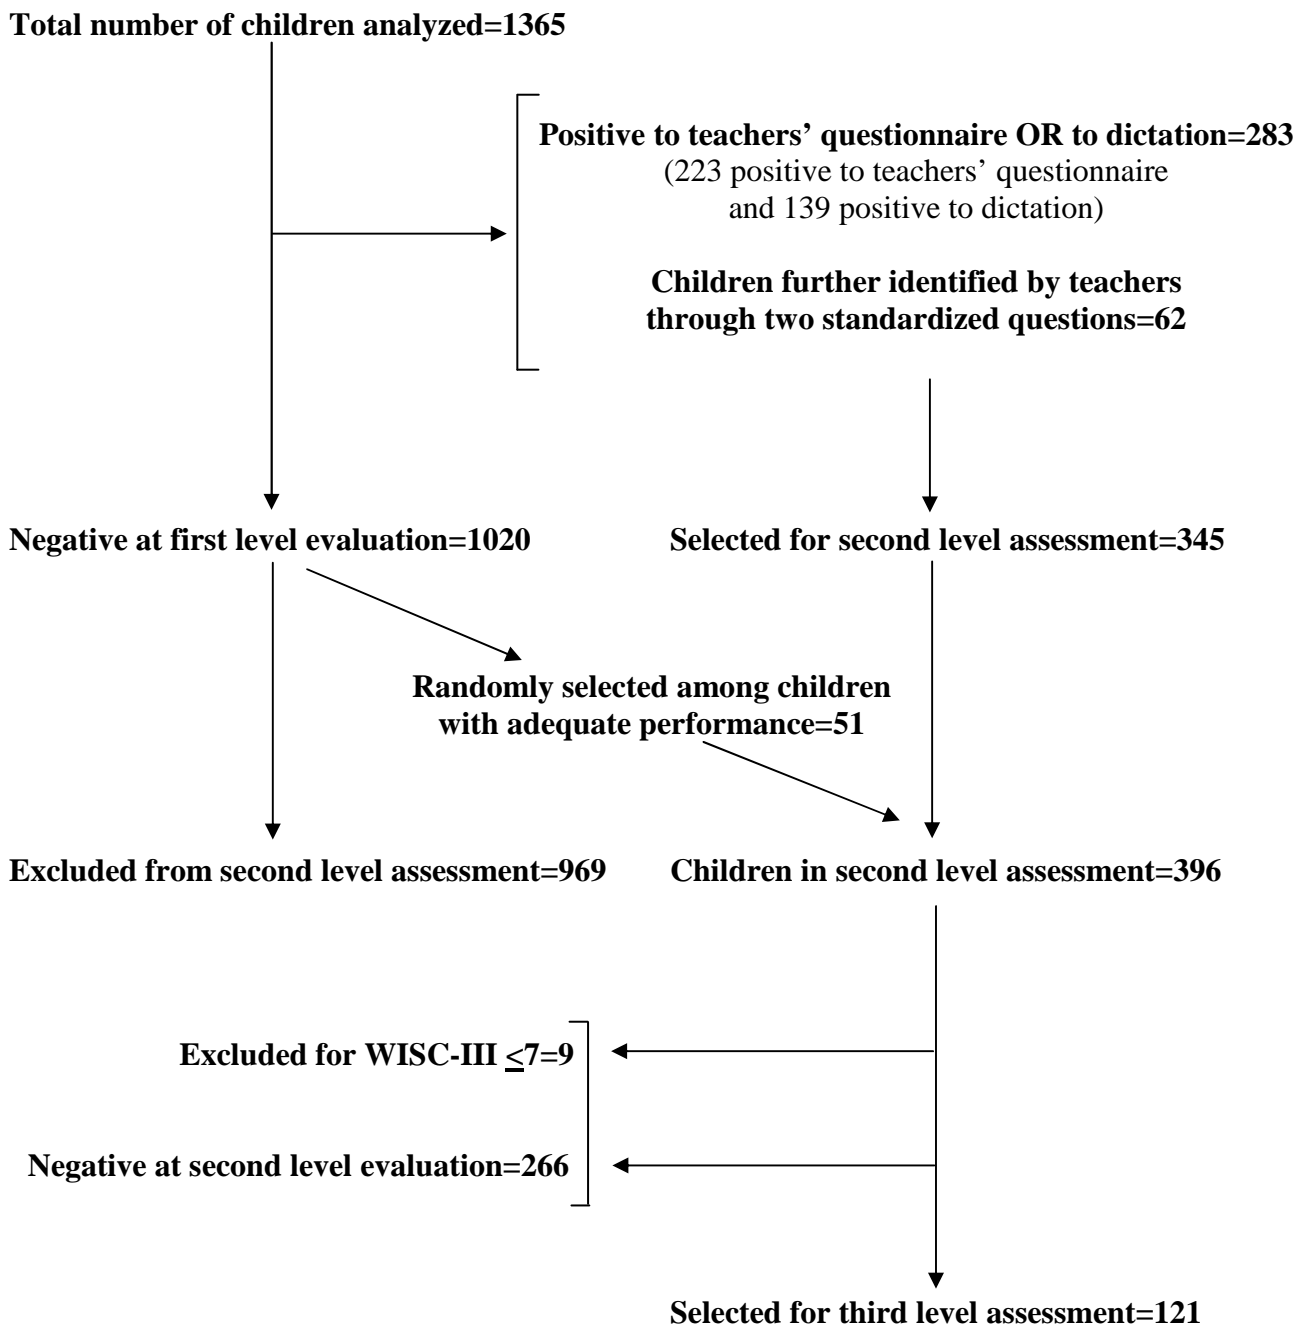 Total number of children analyzed=1365
Positive to teachers’ questionnaire OR to dictation=283
(223 positive to teachers’ questionnaire
and 139 positive to dictation)
Children further identified by teachers
through two standardized questions=62
Negative at first level evaluation=1020
Selected for second level assessment=345
Randomly selected among children
with adequate performance=51
Excluded from second level assessment=969
Children in second level assessment=396
Excluded for WISC-III ≤7=9
Negative at second level evaluation=266
Selected for third level assessment=121